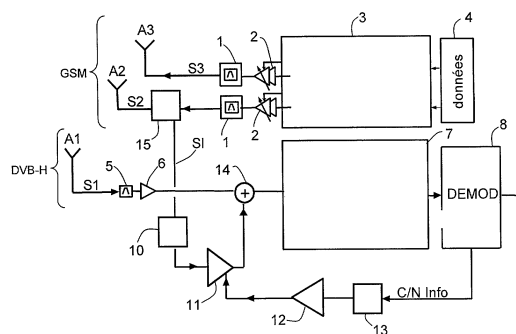 A3
1
2
3
4
S3
GSM
A2
S2
données
1
2
15
7
8
A1
SI
DVB-H
14
S1
5
6
DEMOD
10
11
12
C/N Info
13